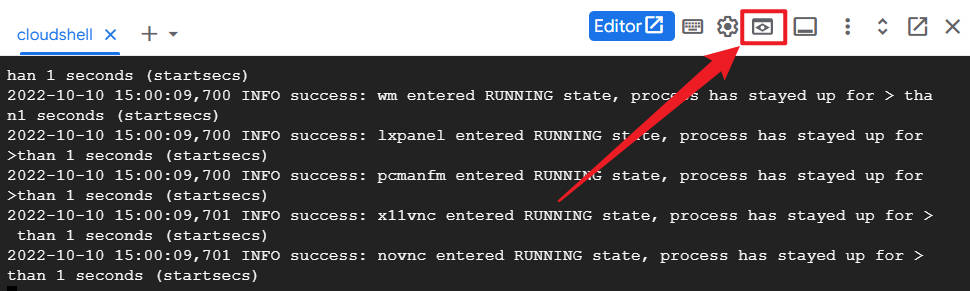 cloudshell
Editor
han 1 seconds (startsecs)
2022-10-10 15:00:09,700 INFO success: wm entered RUNNING state, process has stayed up for > tha
n1 seconds (startsecs)
2022-10-10 15:00:09,700 INFO success: lxpanel entered RUNNING state, process has stayed up for
>than 1 seconds (startsecs)
2022-10-10 15:00:09,700 INFO success: pcmanfm entered RUNNING state, process has stayed up for
>than 1 seconds (startsecs)
2022-10-10 15:00:09,701 INFO success: x11vnc entered RUNNING state, process has stayed up for >
than 1 seconds (startsecs)
2022-10-10 15:00:09,701 INFO success: novnc entered RUNNING state, process has stayed up for >
than 1 seconds (startsecs)